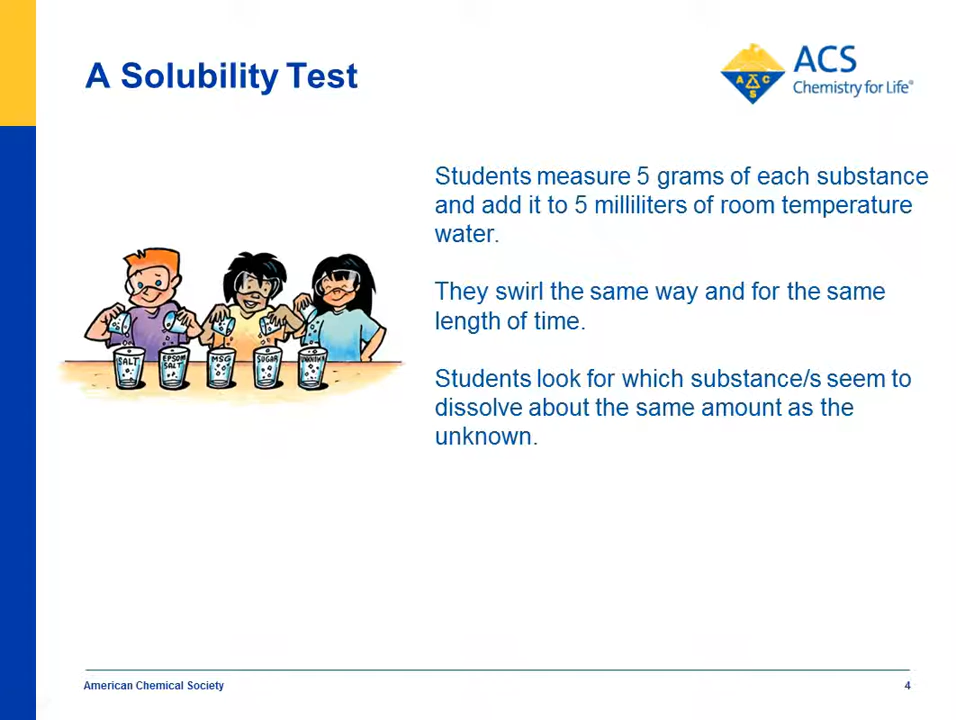 A Solubility Test
ACS
Chemistry for Life®
A C
S
Students measure 5 grams of each substance
and add it to 5 milliliters of room temperature
water.
They swirl the same way and for the same
length of time.
Students look for which substance/s seem to
dissolve about the same amount as the
unknown.
SALT
EPSOM
SALT
MSG
SUGAR
UNKNOWN
American Chemical Society
4